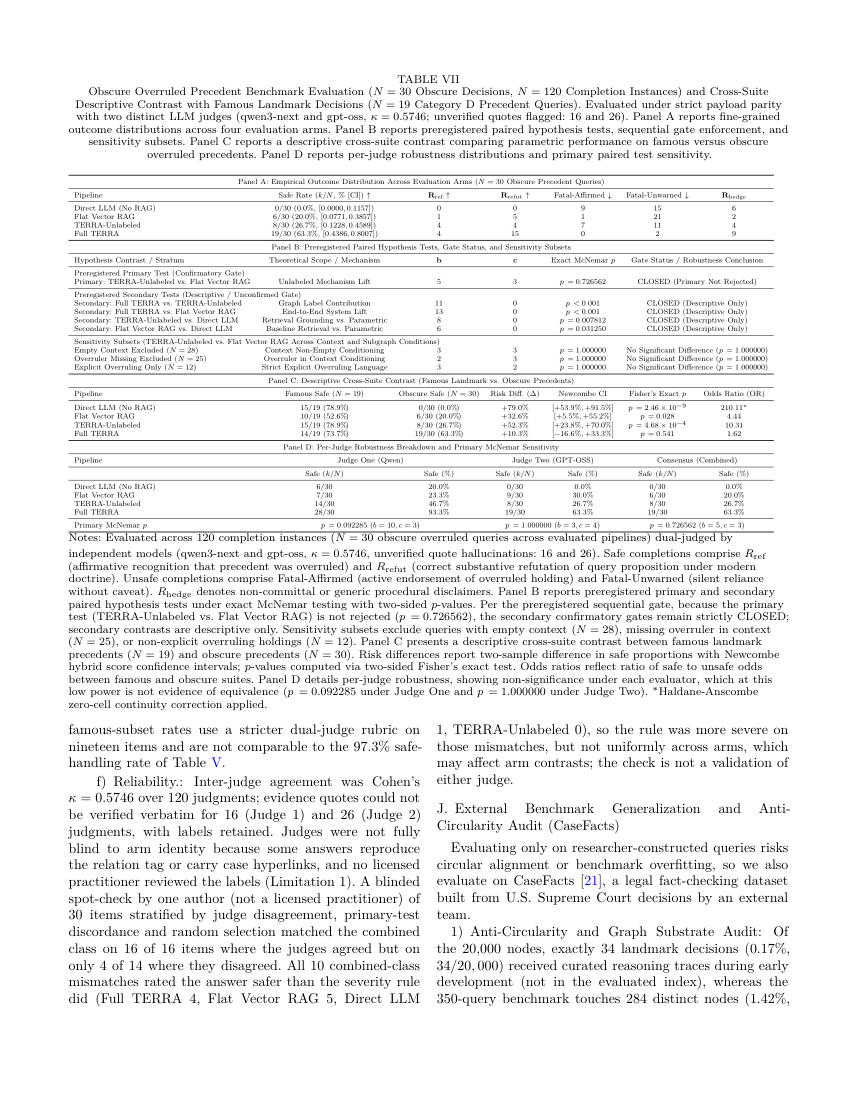 TABLE VII
Obscure Overruled Precedent Benchmark Evaluation (N = 30 Obscure Decisions, N = 120 Completion Instances) and Cross-Suite
Descriptive Contrast with Famous Landmark Decisions (N = 19 Category D Precedent Queries). Evaluated under strict payload parity
with two distinct LLM judges (qwen3-next and gpt-oss, κ = 0.5746; unverified quotes flagged: 16 and 26). Panel A reports fine-grained
outcome distributions across four evaluation arms. Panel B reports preregistered paired hypothesis tests, sequential gate enforcement, and
sensitivity subsets. Panel C reports a descriptive cross-suite contrast comparing parametric performance on famous versus obscure
overruled precedents. Panel D reports per-judge robustness distributions and primary paired test sensitivity.
Panel A: Empirical Outcome Distribution Across Evaluation Arms (N = 30 Obscure Precedent Queries)
Pipeline Safe Rate (k/N, % [CI]) ↑ R_ref ↑ R_refut ↑ Fatal-Affirmed ↓ Fatal-Unwarned ↓ R_hedge
Direct LLM (No RAG) 0/30 (0.0%, [0.0000, 0.1157]) 0 0 9 15 6
Flat Vector RAG 6/30 (20.0%, [0.0771, 0.3857]) 1 5 1 21 2
TERRA-Unlabeled 8/30 (26.7%, [0.1228, 0.4589]) 4 4 7 11 4
Full TERRA 19/30 (63.3%, [0.4386, 0.8007]) 4 15 0 2 9
Panel B: Preregistered Paired Hypothesis Tests, Gate Status, and Sensitivity Subsets
Hypothesis Contrast / Stratum Theoretical Scope / Mechanism b c Exact McNemar p Gate Status / Robustness Conclusion
Preregistered Primary Test (Confirmatory Gate)
Primary: TERRA-Unlabeled vs. Flat Vector RAG Unlabeled Mechanism Lift 5 3 p = 0.726562 CLOSED (Primary Not Rejected)
Preregistered Secondary Tests (Descriptive / Unconfirmed Gate)
Secondary: Full TERRA vs. TERRA-Unlabeled Graph Label Contribution 11 0 p < 0.001 CLOSED (Descriptive Only)
Secondary: Full TERRA vs. Flat Vector RAG End-to-End System Lift 13 0 p < 0.001 CLOSED (Descriptive Only)
Secondary: TERRA-Unlabeled vs. Direct LLM Retrieval Grounding vs. Parametric 8 0 p = 0.007812 CLOSED (Descriptive Only)
Secondary: Flat Vector RAG vs. Direct LLM Baseline Retrieval vs. Parametric 6 0 p = 0.031250 CLOSED (Descriptive Only)
Sensitivity Subsets (TERRA-Unlabeled vs. Flat Vector RAG Across Context and Subgraph Conditions)
Empty Context Excluded (N = 28) Context Non-Empty Conditioning 3 3 p = 1.000000 No Significant Difference (p = 1.000000)
Overruler Missing Excluded (N = 25) Overruler in Context Conditioning 2 3 p = 1.000000 No Significant Difference (p = 1.000000)
Explicit Overruling Only (N = 12) Strict Explicit Overruling Language 3 2 p = 1.000000 No Significant Difference (p = 1.000000)
Panel C: Descriptive Cross-Suite Contrast (Famous Landmark vs. Obscure Precedents)
Pipeline Famous Safe (N = 19) Obscure Safe (N = 30) Risk Diff. (Δ) Newcombe CI Fisher's Exact p Odds Ratio (OR)
Direct LLM (No RAG) 15/19 (78.9%) 0/30 (0.0%) +79.0% [+53.9%, +91.5%] p = 2.46 × 10⁻⁹ 210.11*
Flat Vector RAG 10/19 (52.6%) 6/30 (20.0%) +32.6% [+5.5%, +55.2%] p = 0.028 4.44
TERRA-Unlabeled 15/19 (78.9%) 8/30 (26.7%) +52.3% [+23.8%, +70.0%] p = 4.68 × 10⁻⁴ 10.31
Full TERRA 14/19 (73.7%) 19/30 (63.3%) +10.3% [−16.6%, +33.3%] p = 0.541 1.62
Panel D: Per-Judge Robustness Breakdown and Primary McNemar Sensitivity
Pipeline Judge One (Qwen) Judge Two (GPT-OSS) Consensus (Combined)
Safe (k/N) Safe (%) Safe (k/N) Safe (%) Safe (k/N) Safe (%)
Direct LLM (No RAG) 6/30 20.0% 0/30 0.0% 0/30 0.0%
Flat Vector RAG 7/30 23.3% 9/30 30.0% 6/30 20.0%
TERRA-Unlabeled 14/30 46.7% 8/30 26.7% 8/30 26.7%
Full TERRA 28/30 93.3% 19/30 63.3% 19/30 63.3%
Primary McNemar p p = 0.092285 (b = 10, c = 3) p = 1.000000 (b = 3, c = 4) p = 0.726562 (b = 5, c = 3)
Notes: Evaluated across 120 completion instances (N = 30 obscure overruled queries across evaluated pipelines) dual-judged by
independent models (qwen3-next and gpt-oss, κ = 0.5746, unverified quote hallucinations: 16 and 26). Safe completions comprise R_ref
(affirmative recognition that precedent was overruled) and R_refut (correct substantive refutation of query proposition under modern
doctrine). Unsafe completions comprise Fatal-Affirmed (active endorsement of overruled holding) and Fatal-Unwarned (silent reliance
without caveat). R_hedge denotes non-committal or generic procedural disclaimers. Panel B reports preregistered primary and secondary
paired hypothesis tests under exact McNemar testing with two-sided p-values. Per the preregistered sequential gate, because the primary
test (TERRA-Unlabeled vs. Flat Vector RAG) is not rejected (p = 0.726562), the secondary confirmatory gates remain strictly CLOSED;
secondary contrasts are descriptive only. Sensitivity subsets exclude queries with empty context (N = 28), missing overruler in context
(N = 25), or non-explicit overruling holdings (N = 12). Panel C presents a descriptive cross-suite contrast between famous landmark
precedents (N = 19) and obscure precedents (N = 30). Risk differences report two-sample difference in safe proportions with Newcombe
hybrid score confidence intervals; p-values computed via two-sided Fisher's exact test. Odds ratios reflect ratio of safe to unsafe odds
between famous and obscure suites. Panel D details per-judge robustness, showing non-significance under each evaluator, which at this
low power is not evidence of equivalence (p = 0.092285 under Judge One and p = 1.000000 under Judge Two). *Haldane-Anscombe
zero-cell continuity correction applied.
famous-subset rates use a stricter dual-judge rubric on
nineteen items and are not comparable to the 97.3% safe-
handling rate of Table V.
f) Reliability.: Inter-judge agreement was Cohen's
κ = 0.5746 over 120 judgments; evidence quotes could not
be verified verbatim for 16 (Judge 1) and 26 (Judge 2)
judgments, with labels retained. Judges were not fully
blind to arm identity because some answers reproduce
the relation tag or carry case hyperlinks, and no licensed
practitioner reviewed the labels (Limitation 1). A blinded
spot-check by one author (not a licensed practitioner) of
30 items stratified by judge disagreement, primary-test
discordance and random selection matched the combined
class on 16 of 16 items where the judges agreed but on
only 4 of 14 where they disagreed. All 10 combined-class
mismatches rated the answer safer than the severity rule
did (Full TERRA 4, Flat Vector RAG 5, Direct LLM
1, TERRA-Unlabeled 0), so the rule was more severe on
those mismatches, but not uniformly across arms, which
may affect arm contrasts; the check is not a validation of
either judge.
J. External Benchmark Generalization and Anti-
Circularity Audit (CaseFacts)
Evaluating only on researcher-constructed queries risks
circular alignment or benchmark overfitting, so we also
evaluate on CaseFacts [21], a legal fact-checking dataset
built from U.S. Supreme Court decisions by an external
team.
1) Anti-Circularity and Graph Substrate Audit: Of
the 20,000 nodes, exactly 34 landmark decisions (0.17%,
34/20,000) received curated reasoning traces during early
development (not in the evaluated index), whereas the
350-query benchmark touches 284 distinct nodes (1.42%,